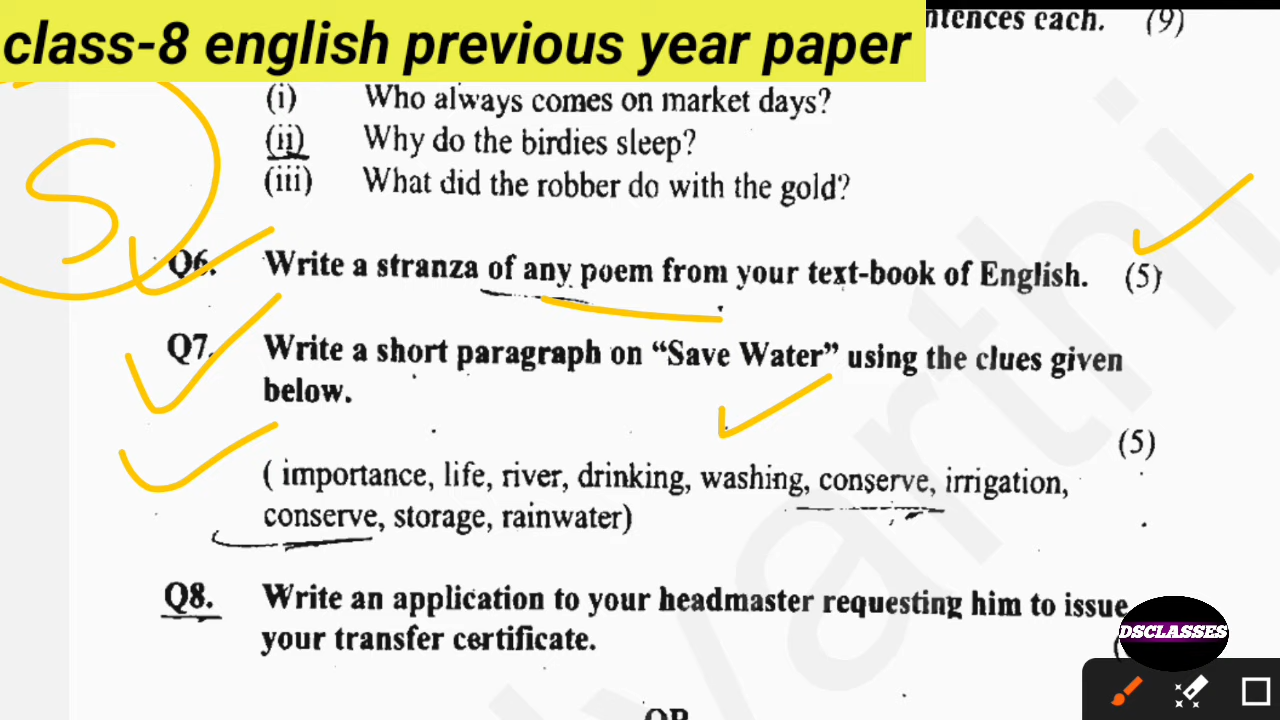 class-8 english previous year paper
ntences each. (9)
(i) Who always comes on market days?
(ii) Why do the birdies sleep?
(iii) What did the robber do with the gold?
S
Q6. Write a stranza of any poem from your text-book of English. (5)
Q7. Write a short paragraph on “Save Water” using the clues given
below.
(5)
( importance, life, river, drinking, washing, conserve, irrigation,
conserve, storage, rainwater)
Q8. Write an application to your headmaster requesting him to issue
your transfer certificate.
DSCLASSES
OR